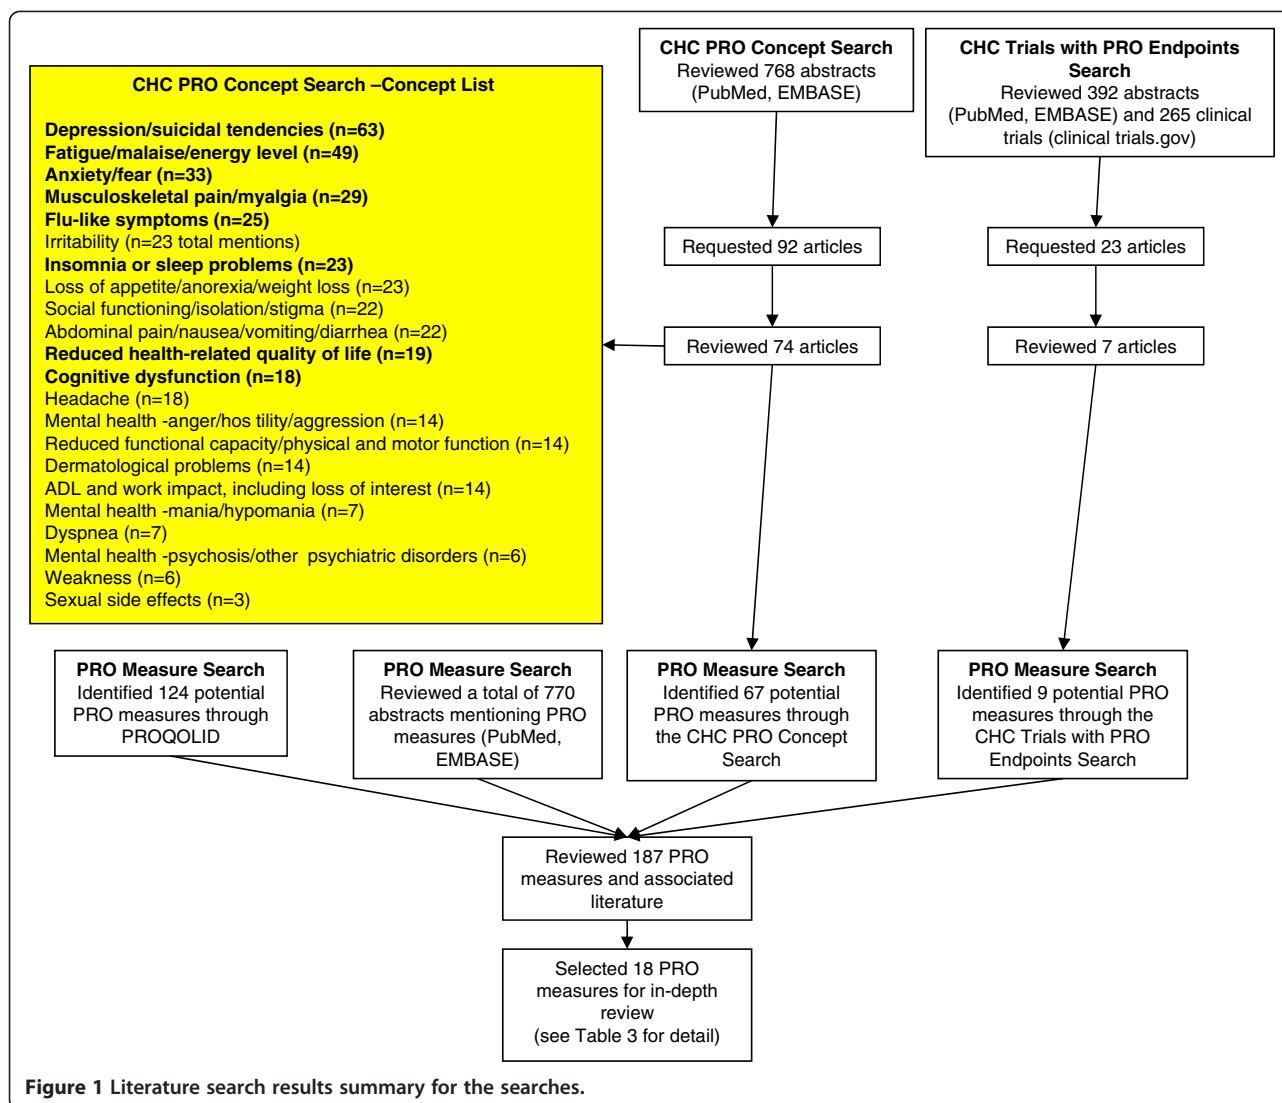 CHC PRO Concept Search
Reviewed 768 abstracts
(PubMed, EMBASE)
CHC Trials with PRO Endpoints
Search
Reviewed 392 abstracts
(PubMed, EMBASE) and 265 clinical
trials (clinical trials.gov)
CHC PRO Concept Search –Concept List
Depression/suicidal tendencies (n=63)
Fatigue/malaise/energy level (n=49)
Anxiety/fear (n=33)
Musculoskeletal pain/myalgia (n=29)
Flu-like symptoms (n=25)
Irritability (n=23 total mentions)
Insomnia or sleep problems (n=23)
Loss of appetite/anorexia/weight loss (n=23)
Social functioning/isolation/stigma (n=22)
Abdominal pain/nausea/vomiting/diarrhea (n=22)
Reduced health-related quality of life (n=19)
Cognitive dysfunction (n=18)
Headache (n=18)
Mental health -anger/hos tility/aggression (n=14)
Reduced functional capacity/physical and motor function (n=14)
Dermatological problems (n=14)
ADL and work impact, including loss of interest (n=14)
Mental health -mania/hypomania (n=7)
Dyspnea (n=7)
Mental health -psychosis/other psychiatric disorders (n=6)
Weakness (n=6)
Sexual side effects (n=3)
Requested 92 articles
Requested 23 articles
Reviewed 74 articles
Reviewed 7 articles
PRO Measure Search
Identified 124 potential
PRO measures through
PROQOLID
PRO Measure Search
Reviewed a total of 770
abstracts mentioning PRO
measures (PubMed,
EMBASE)
PRO Measure Search
Identified 67 potential
PRO measures through
the CHC PRO Concept
Search
PRO Measure Search
Identified 9 potential PRO
measures through the
CHC Trials with PRO
Endpoints Search
Reviewed 187 PRO
measures and associated
literature
Selected 18 PRO
measures for in-depth
review
(see Table 3 for detail)
Figure 1 Literature search results summary for the searches.